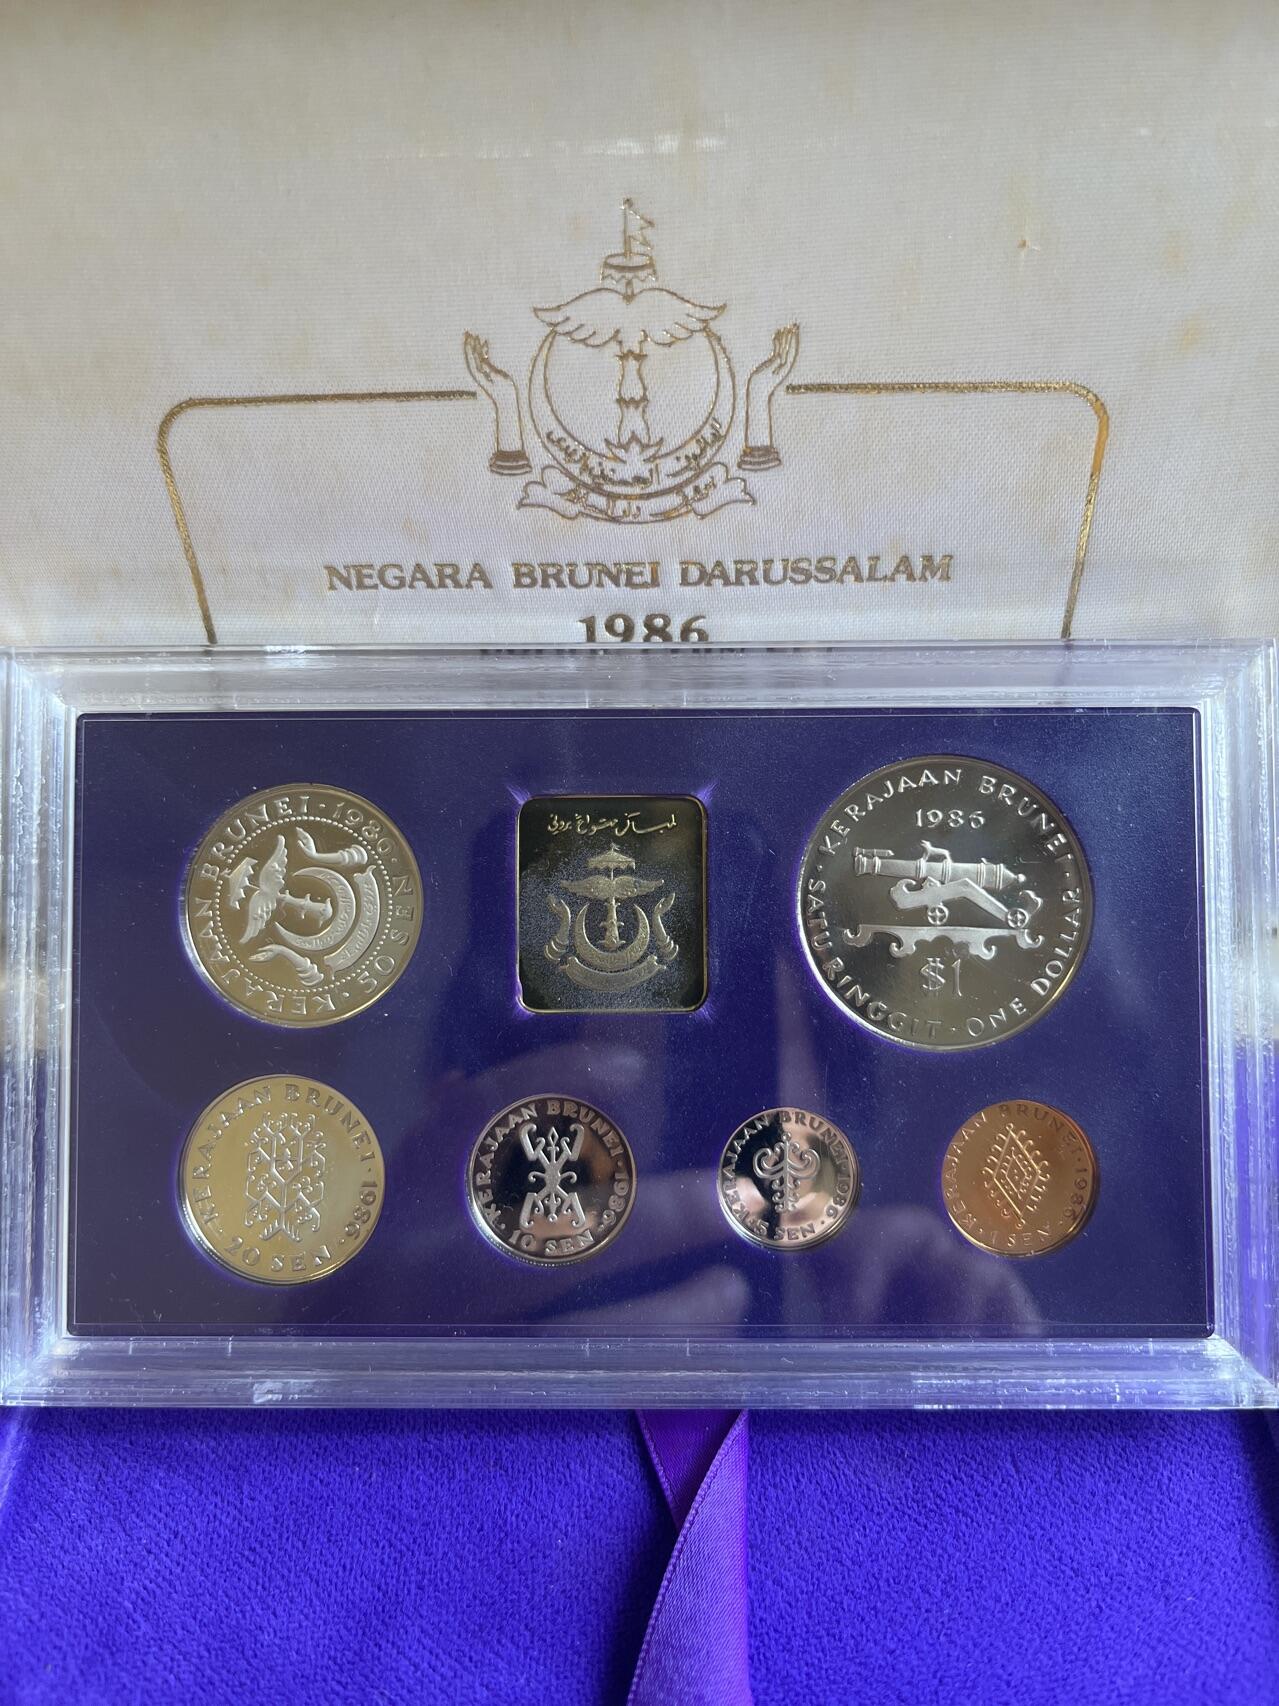 NEGARA BRUNEI DARUSSALAM
1986
KERAJAAN BRUNEI · 1986 ·
50 SEN
KERAJAAN BRUNEI ·
1986
$1
SATU RINGGIT · ONE DOLLAR
KERAJAAN BRUNEI · 1986 ·
20 SEN
KERAJAAN BRUNEI · 1986 ·
10 SEN
KERAJAAN BRUNEI · 1986 ·
5 SEN
KERAJAAN BRUNEI · 1986 ·
1 SEN